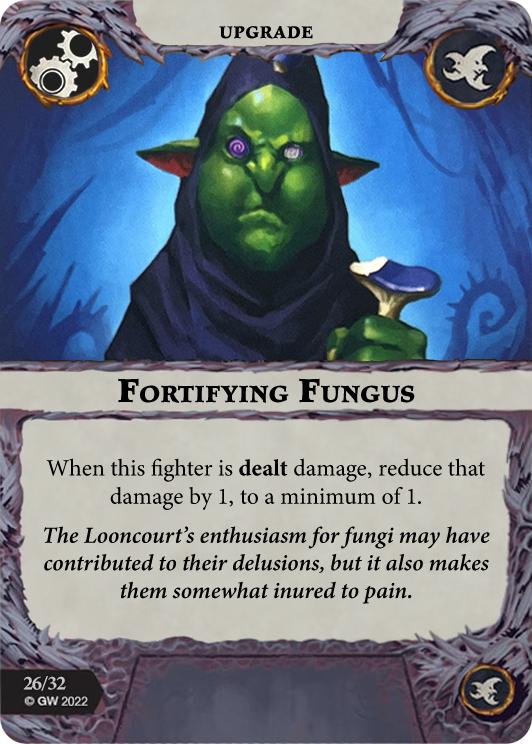 UPGRADE
Fortifying Fungus
When this fighter is dealt damage, reduce that
damage by 1, to a minimum of 1.
The Looncourt's enthusiasm for fungi may have
contributed to their delusions, but it also makes
them somewhat inured to pain.
26/32
© GW 2022